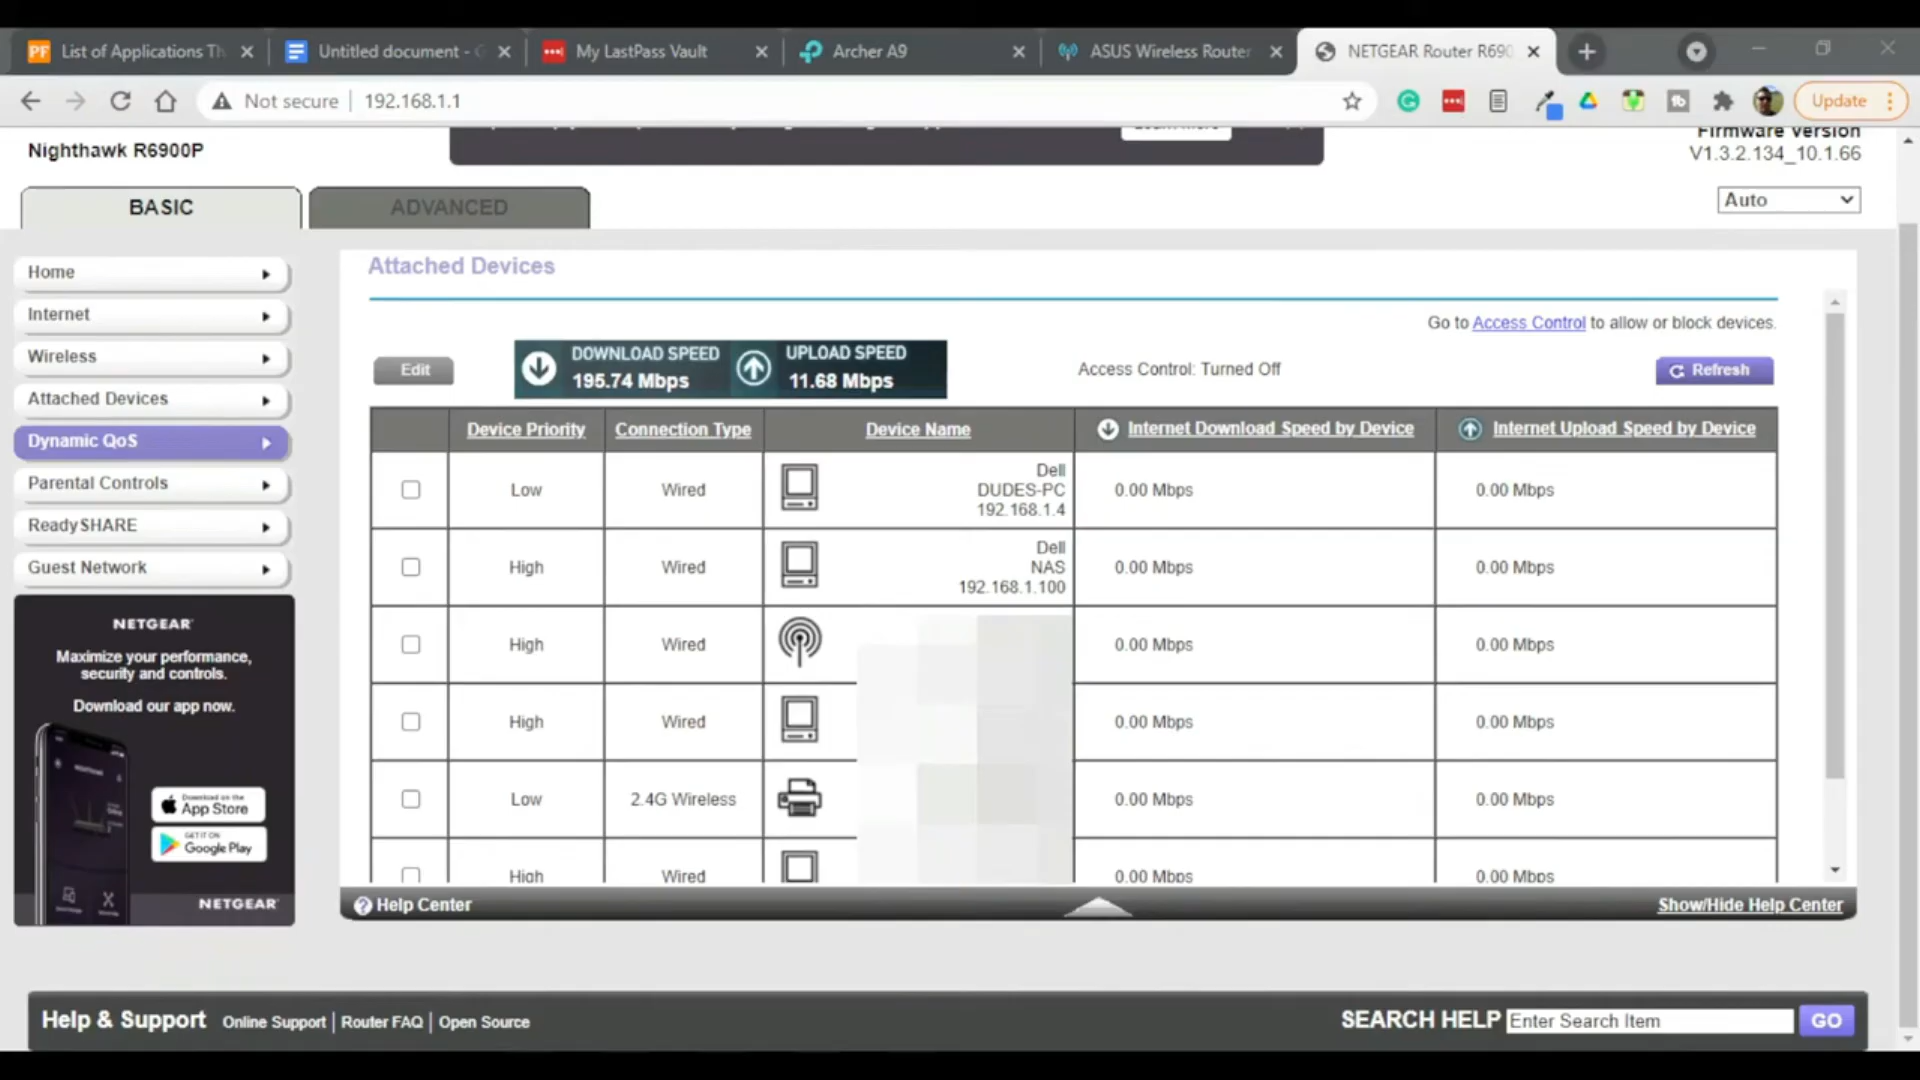 PF List of Applications Th
Untitled document - G
My LastPass Vault
Archer A9
ASUS Wireless Router
NETGEAR Router R690
Not secure
192.168.1.1
Update
Nighthawk R6900P
Firmware Version
V1.3.2.134_10.1.66
BASIC
ADVANCED
Auto
Home
Internet
Wireless
Attached Devices
Dynamic QoS
Parental Controls
ReadySHARE
Guest Network
NETGEAR
Maximize your performance,
security and controls.
Download our app now.
Download on the
App Store
GET IT ON
Google Play
NETGEAR
Attached Devices
Go to Access Control to allow or block devices.
Edit
DOWNLOAD SPEED
195.74 Mbps
UPLOAD SPEED
11.68 Mbps
Access Control: Turned Off
Refresh
Device Priority Connection Type Device Name Internet Download Speed by Device Internet Upload Speed by Device
Low Wired
Dell
DUDES-PC
192.168.1.4
0.00 Mbps 0.00 Mbps
High Wired
Dell
NAS
192.168.1.100
0.00 Mbps 0.00 Mbps
High Wired 0.00 Mbps 0.00 Mbps
High Wired 0.00 Mbps 0.00 Mbps
Low 2.4G Wireless 0.00 Mbps 0.00 Mbps
High Wired 0.00 Mbps 0.00 Mbps
Help Center
Show/Hide Help Center
Help & Support Online Support | Router FAQ | Open Source
SEARCH HELP Enter Search Item GO